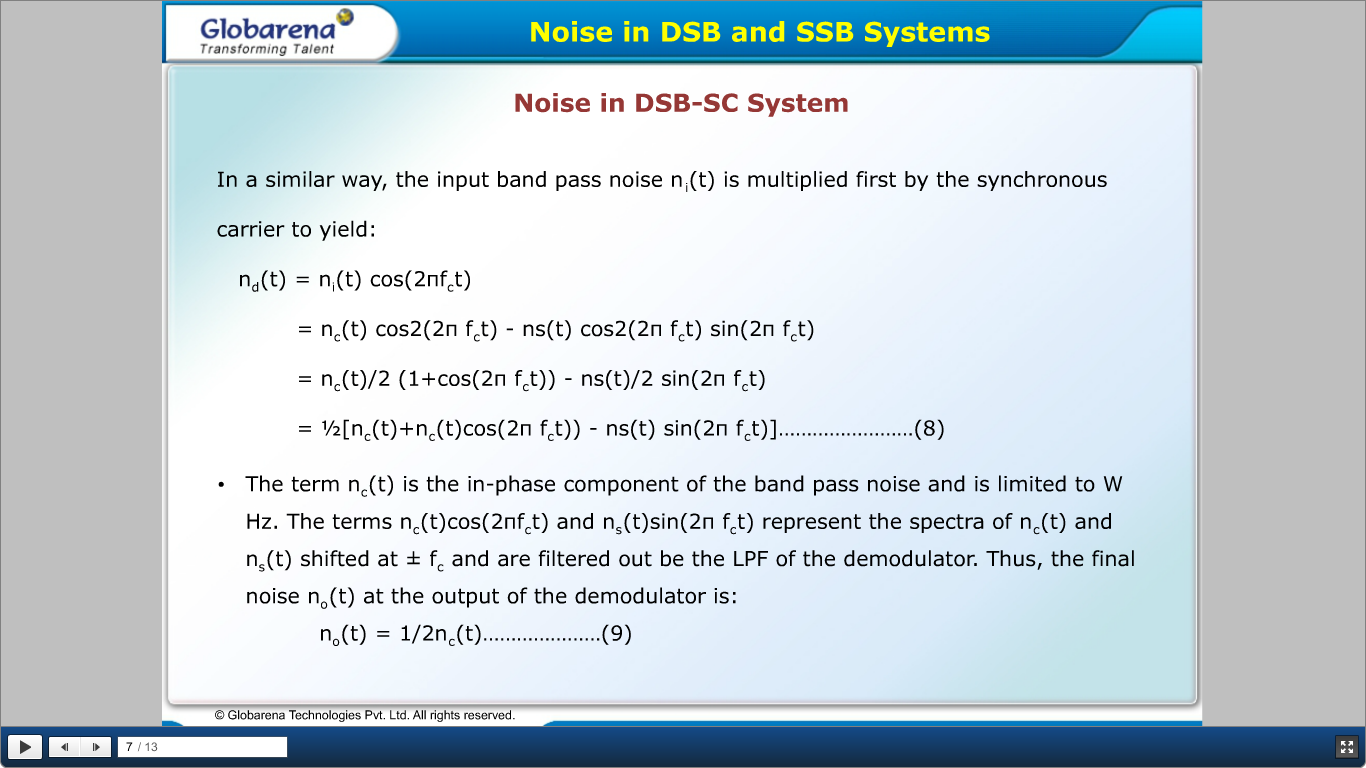 Globarena
Transforming Talent
Noise in DSB and SSB Systems
Noise in DSB-SC System
In a similar way, the input band pass noise ni(t) is multiplied first by the synchronous
carrier to yield:
nd(t) = ni(t) cos(2πfct)
= nc(t) cos2(2π fct) - ns(t) cos2(2π fct) sin(2π fct)
= nc(t)/2 (1+cos(2π fct)) - ns(t)/2 sin(2π fct)
= ½[nc(t)+nc(t)cos(2π fct)) - ns(t) sin(2π fct)]……………………(8)
• The term nc(t) is the in-phase component of the band pass noise and is limited to W
Hz. The terms nc(t)cos(2πfct) and ns(t)sin(2π fct) represent the spectra of nc(t) and
ns(t) shifted at ± fc and are filtered out be the LPF of the demodulator. Thus, the final
noise no(t) at the output of the demodulator is:
no(t) = 1/2nc(t)…………………(9)
© Globarena Technologies Pvt. Ltd. All rights reserved.
7 / 13